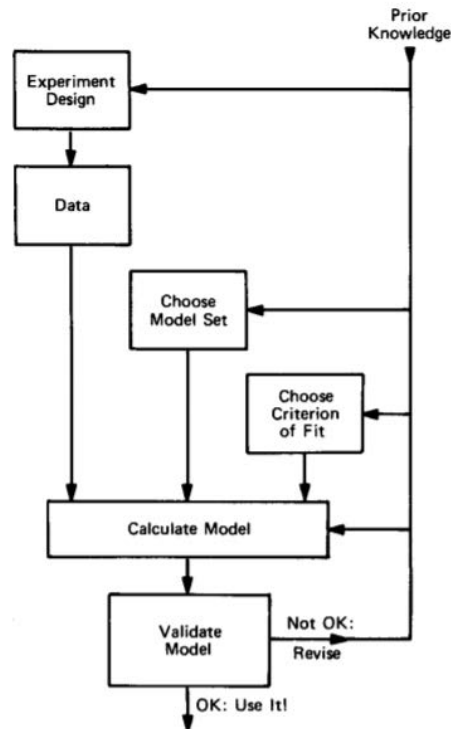 Prior
Knowledge
Experiment
Design
Data
Choose
Model Set
Choose
Criterion
of Fit
Calculate Model
Validate
Model
Not OK:
Revise
OK: Use It!